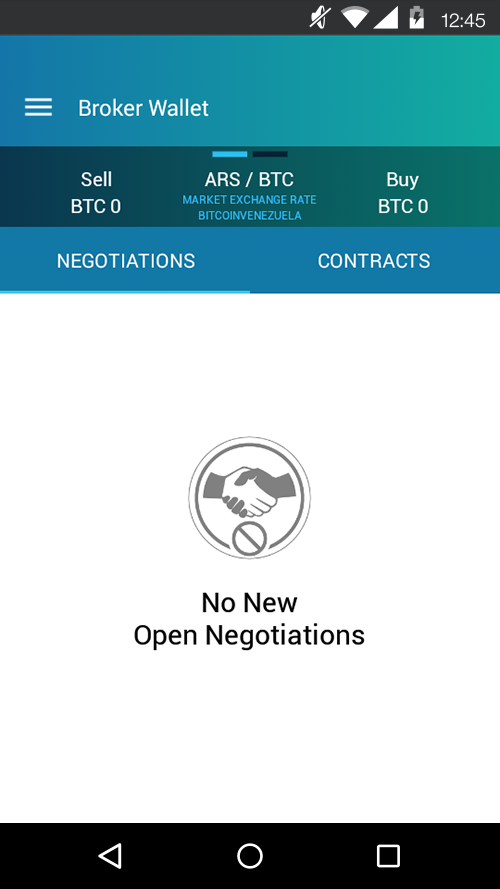 12:45
Broker Wallet
Sell
BTC 0
ARS / BTC
MARKET EXCHANGE RATE
BITCOINVENEZUELA
Buy
BTC 0
NEGOTIATIONS
CONTRACTS
No New
Open Negotiations